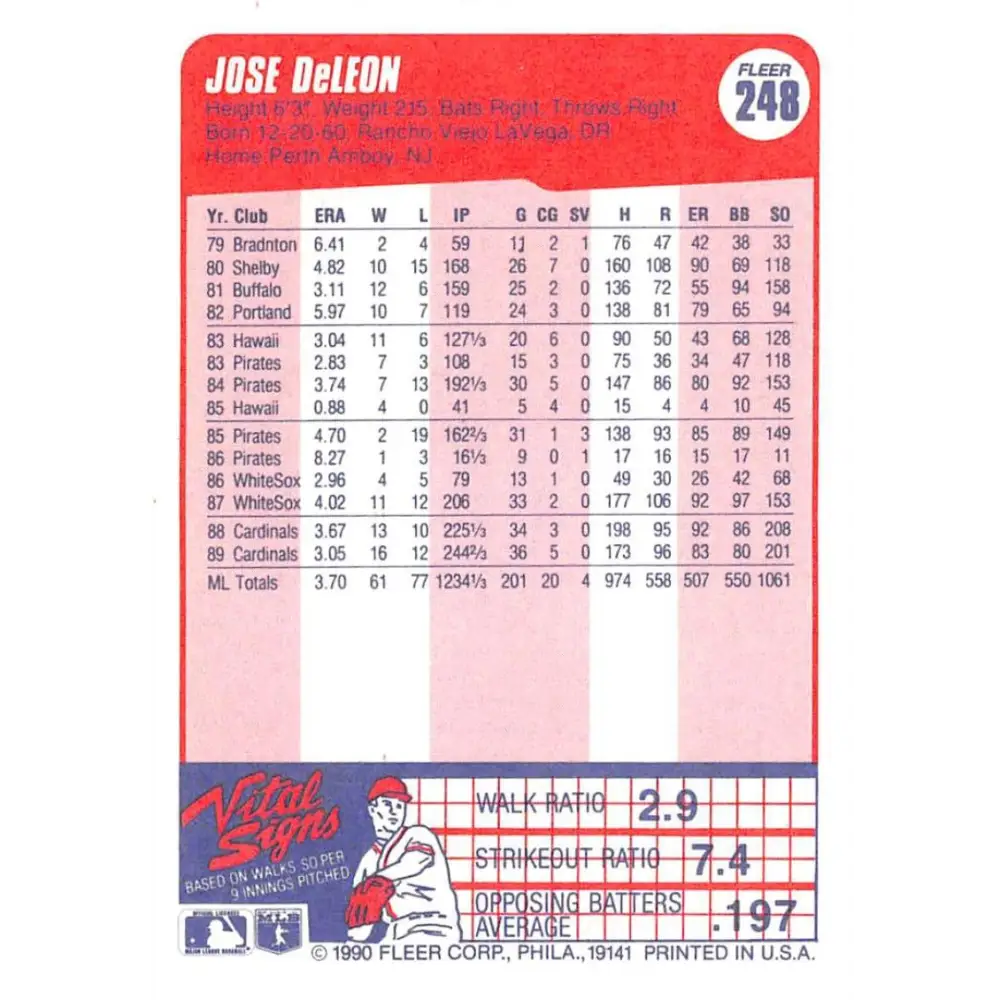 JOSE DeLEON
FLEER
248
Height 6'3" Weight 215 Bats Right Throws Right
Born 12-20-60, Rancho Viejo LaVega, DR
Home Perth Amboy, NJ
Yr. Club ERA W L IP G CG SV H R ER BB SO
79 Bradnton 6.41 2 4 59 11 2 1 76 47 42 38 33
80 Shelby 4.82 10 15 168 26 7 0 160 108 90 69 118
81 Buffalo 3.11 12 6 159 25 2 0 136 72 55 94 158
82 Portland 5.97 10 7 119 24 3 0 138 81 79 65 94
83 Hawaii 3.04 11 6 127⅓ 20 6 0 90 50 43 68 128
83 Pirates 2.83 7 3 108 15 3 0 75 36 34 47 118
84 Pirates 3.74 7 13 192⅓ 30 5 0 147 86 80 92 153
85 Hawaii 0.88 4 0 41 5 4 0 15 4 4 10 45
85 Pirates 4.70 2 19 162⅔ 31 1 3 138 93 85 89 149
86 Pirates 8.27 1 3 16⅓ 9 0 1 17 16 15 17 11
86 WhiteSox 2.96 4 5 79 13 1 0 49 30 26 42 68
87 WhiteSox 4.02 11 12 206 33 2 0 177 106 92 97 153
88 Cardinals 3.67 13 10 225⅓ 34 3 0 198 95 92 86 208
89 Cardinals 3.05 16 12 244⅔ 36 5 0 173 96 83 80 201
ML Totals 3.70 61 77 1234⅓ 201 20 4 974 558 507 550 1061
Vital
Signs
BASED ON WALKS, SO PER
9 INNINGS PITCHED
WALK RATIO 2.9
STRIKEOUT RATIO 7.4
OPPOSING BATTERS
AVERAGE .197
OFFICIAL LICENSEE
MAJOR LEAGUE BASEBALL
© 1990 FLEER CORP., PHILA., 19141 PRINTED IN U.S.A.